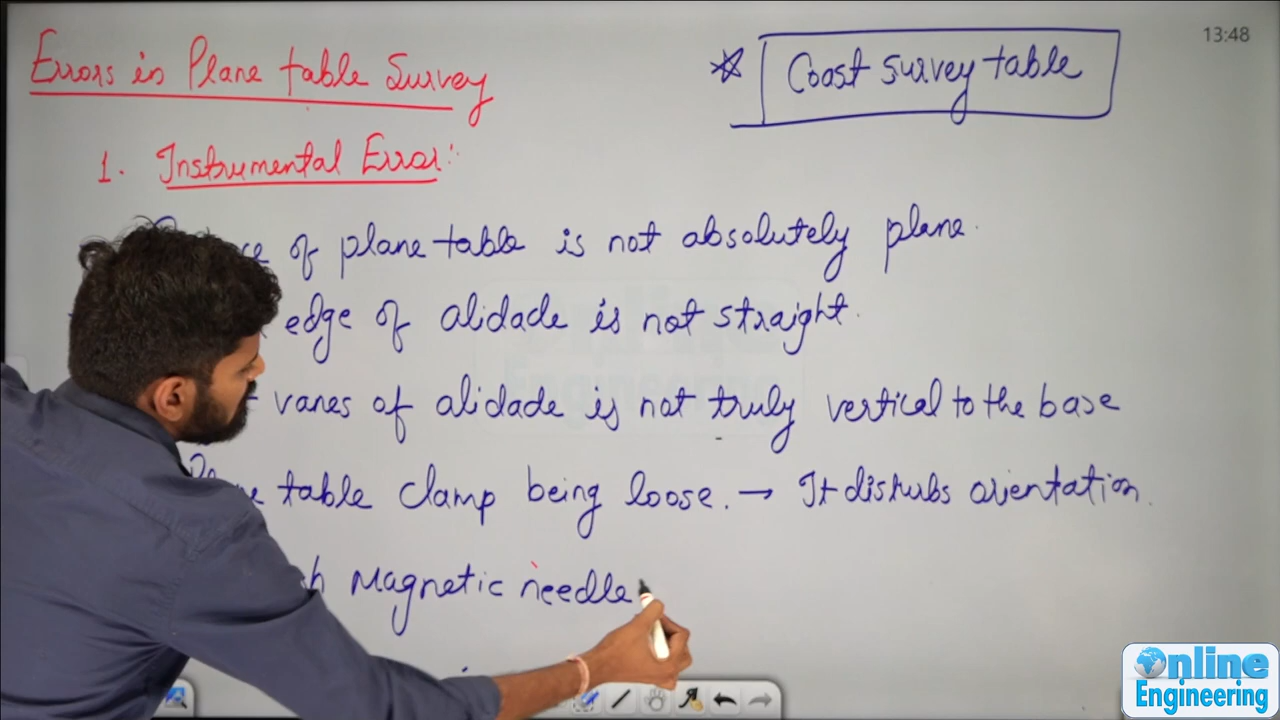 13:48
Errors in Plane table Survey
Coast survey table
1. Instrumental Error:
of plane table is not absolutely plane.
edge of alidade is not straight.
vanes of alidade is not truly vertical to the base
table clamp being loose. → It disturbs orientation.
Magnetic needle
Online
Engineering